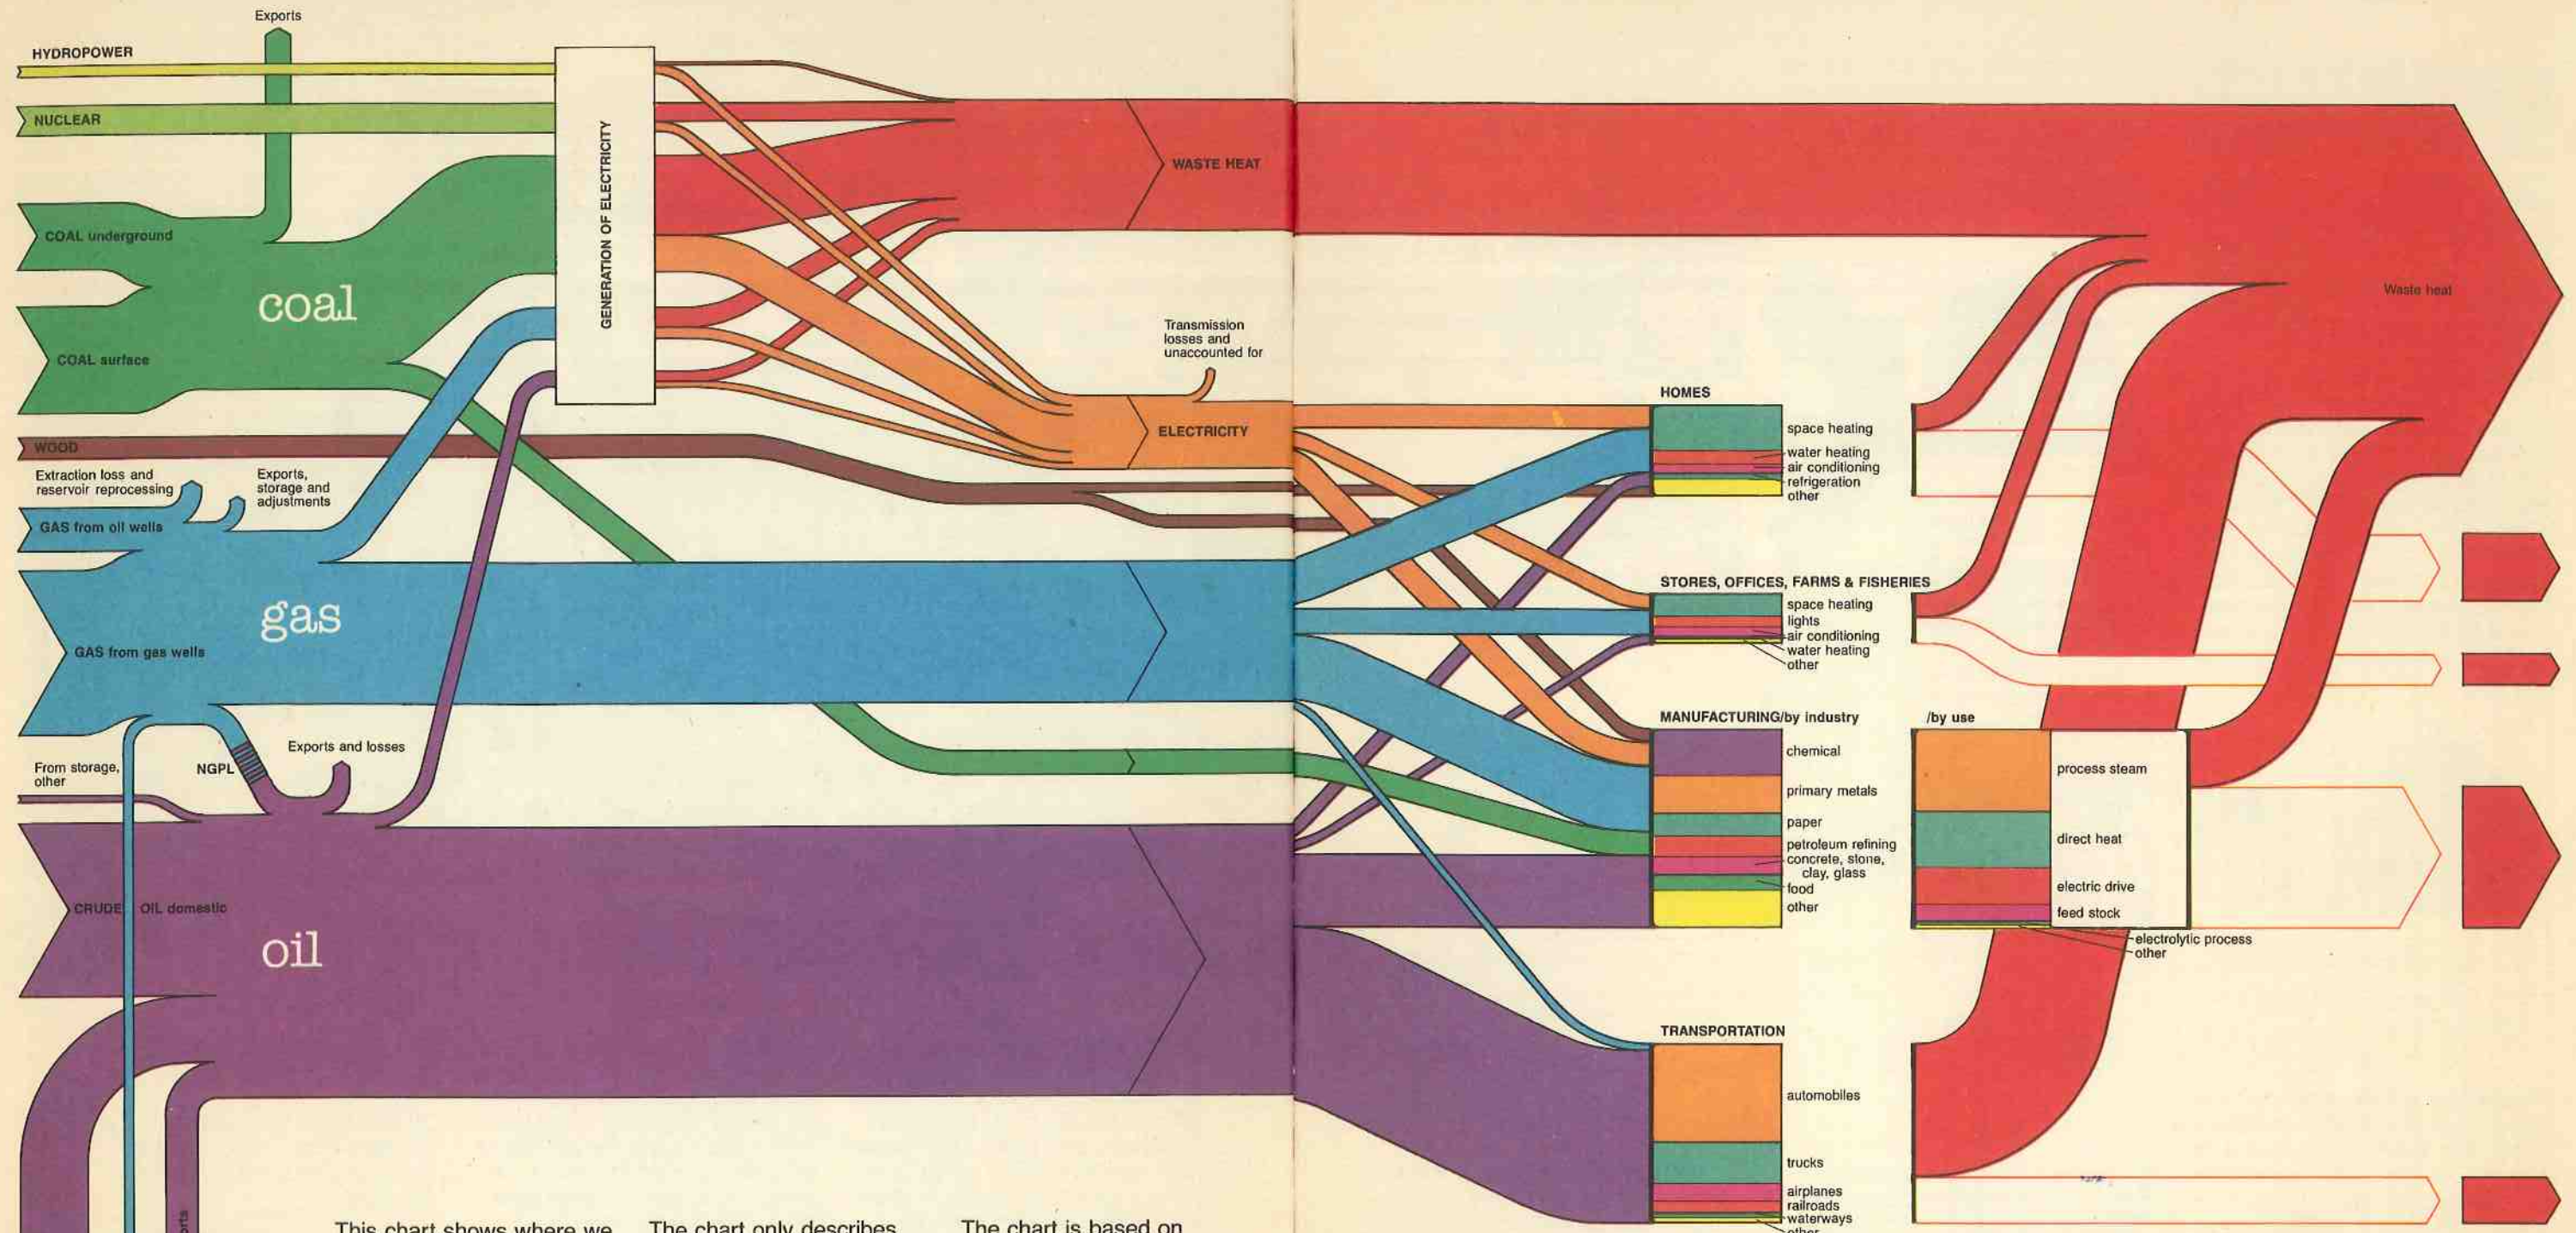 Exports
HYDROPOWER
NUCLEAR
COAL underground
coal
COAL surface
GENERATION OF ELECTRICITY
WASTE HEAT
Waste heat
Transmission
losses and
unaccounted for
ELECTRICITY
WOOD
Extraction loss and
reservoir reprocessing
Exports,
storage and
adjustments
GAS from oil wells
gas
GAS from gas wells
From storage,
other
NGPL
Exports and losses
CRUDE OIL domestic
oil
HOMES
space heating
water heating
air conditioning
refrigeration
other
STORES, OFFICES, FARMS & FISHERIES
space heating
lights
air conditioning
water heating
other
MANUFACTURING/by industry
chemical
primary metals
paper
petroleum refining
concrete, stone,
clay, glass
food
other
/by use
process steam
direct heat
electric drive
feed stock
electrolytic process
other
TRANSPORTATION
automobiles
trucks
airplanes
railroads
waterways
other
This chart shows where we
The chart only describes
The chart is based on